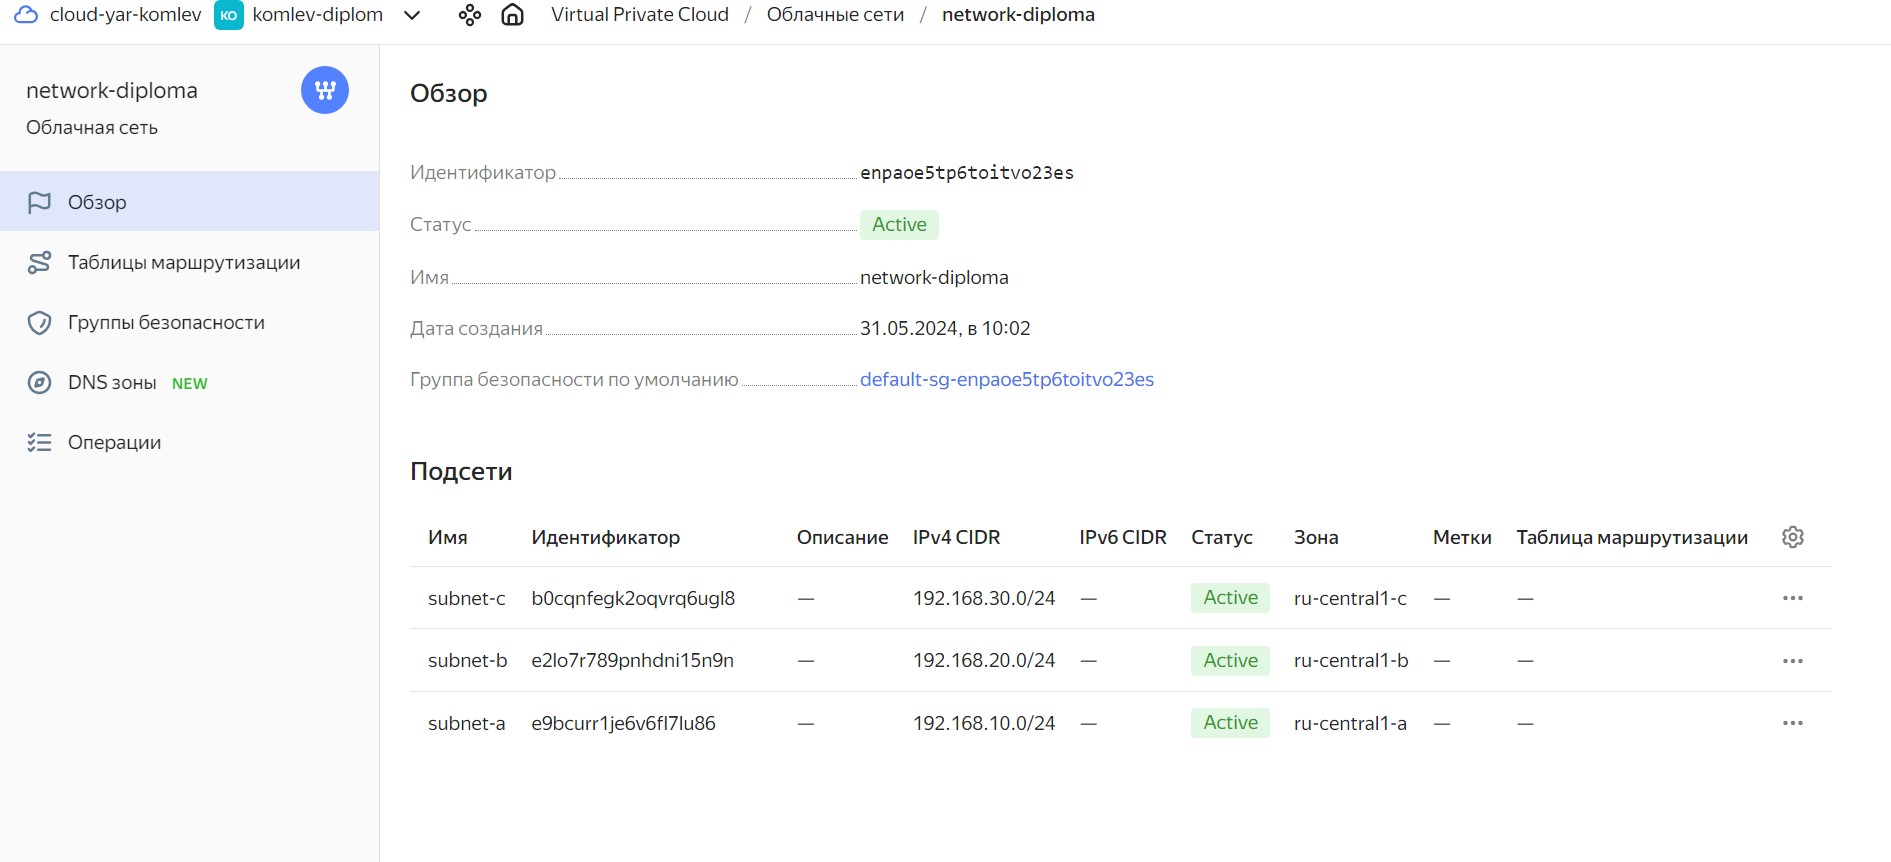 cloud-yar-komlev KO komlev-diplom Virtual Private Cloud / Облачные сети / network-diploma
network-diploma
Облачная сеть
Обзор
Таблицы маршрутизации
Группы безопасности
DNS зоны NEW
Операции
Обзор
Идентификатор enpaoe5tp6toitvo23es
Статус Active
Имя network-diploma
Дата создания 31.05.2024, в 10:02
Группа безопасности по умолчанию default-sg-enpaoe5tp6toitvo23es
Подсети
Имя Идентификатор Описание IPv4 CIDR IPv6 CIDR Статус Зона Метки Таблица маршрутизации
subnet-c b0cqnfegk2oqvrq6ugl8 — 192.168.30.0/24 — Active ru-central1-c — —
subnet-b e2lo7r789pnhdni15n9n — 192.168.20.0/24 — Active ru-central1-b — —
subnet-a e9bcurr1je6v6fl7lu86 — 192.168.10.0/24 — Active ru-central1-a — —